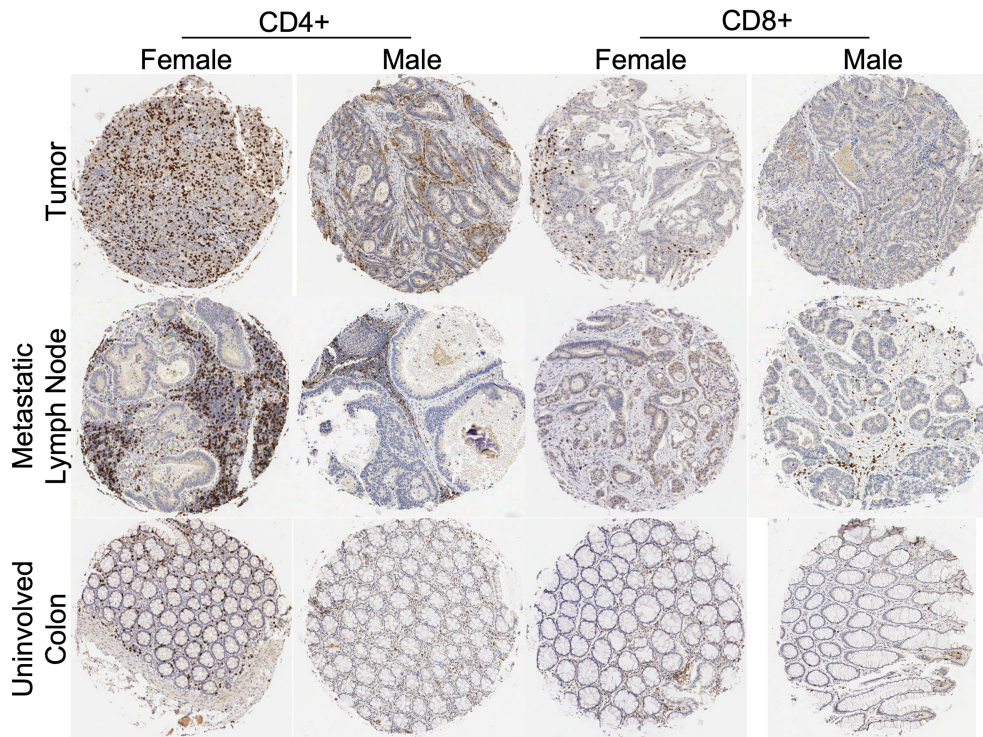 CD4+ CD8+
Female Male Female Male
Tumor
Metastatic
Lymph Node
Uninvolved
Colon